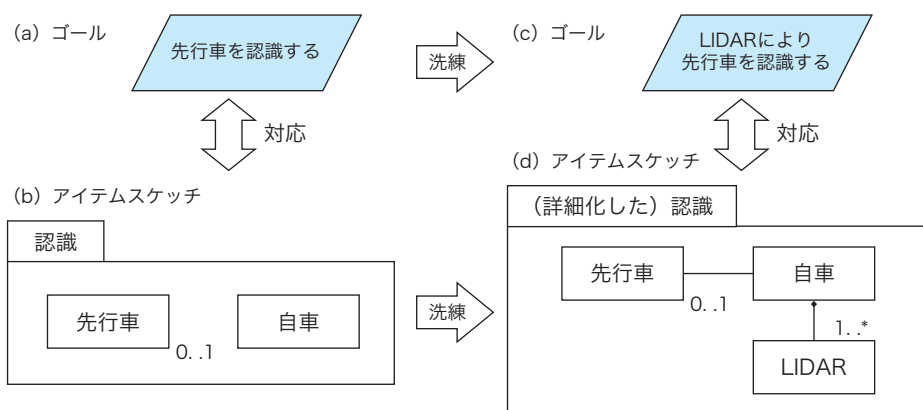 (a) ゴール
先行車を認識する
洗練
(c) ゴール
LIDARにより
先行車を認識する
対応
対応
(b) アイテムスケッチ
認識
先行車
0. .1
自車
洗練
(d) アイテムスケッチ
(詳細化した)認識
先行車
0. .1
自車
1. .*
LIDAR